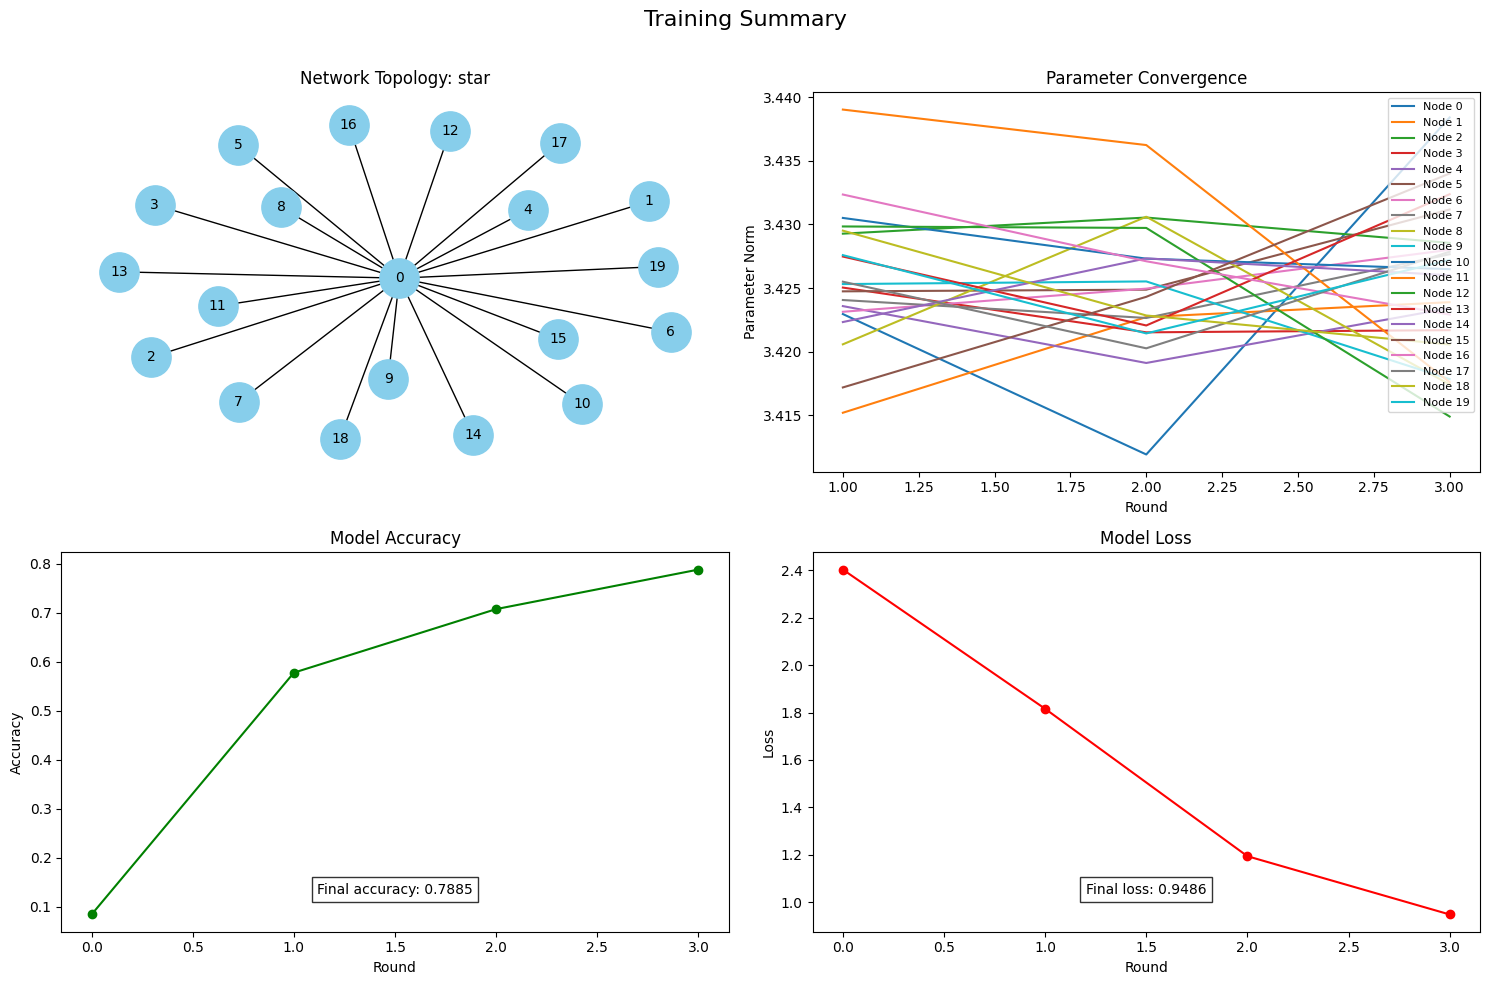 Training Summary
Network Topology: star
16
12
5
17
3
8
4
1
13
0
19
11
6
2
15
9
7
10
18
14
Parameter Convergence
3.440
3.435
3.430
3.425
3.420
3.415
Parameter Norm
Node 0
Node 1
Node 2
Node 3
Node 4
Node 5
Node 6
Node 7
Node 8
Node 9
Node 10
Node 11
Node 12
Node 13
Node 14
Node 15
Node 16
Node 17
Node 18
Node 19
1.00 1.25 1.50 1.75 2.00 2.25 2.50 2.75 3.00
Round
Model Accuracy
0.8
0.7
0.6
0.5
0.4
0.3
0.2
0.1
Accuracy
Final accuracy: 0.7885
0.0 0.5 1.0 1.5 2.0 2.5 3.0
Round
Model Loss
2.4
2.2
2.0
1.8
1.6
1.4
1.2
1.0
Loss
Final loss: 0.9486
0.0 0.5 1.0 1.5 2.0 2.5 3.0
Round